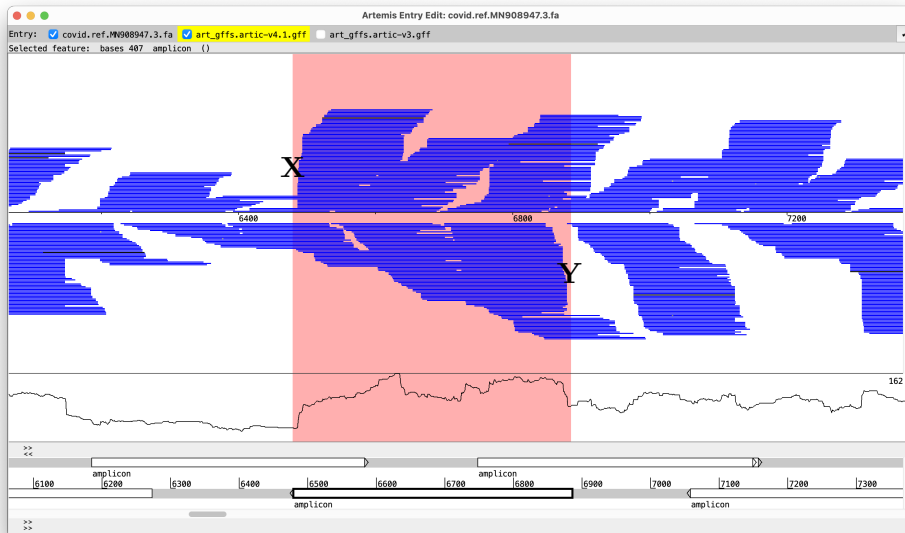 Artemis Entry Edit: covid.ref.MN908947.3.fa
Entry: covid.ref.MN908947.3.fa art_gffs.artic-v4.1.gff art_gffs.artic-v3.gff
Selected feature: bases 407 amplicon ()
X
6400 6800 7200
Y
162
>>
<<
amplicon amplicon
6100 6200 6300 6400 6500 6600 6700 6800 6900 7000 7100 7200 7300
amplicon amplicon
>>
>>